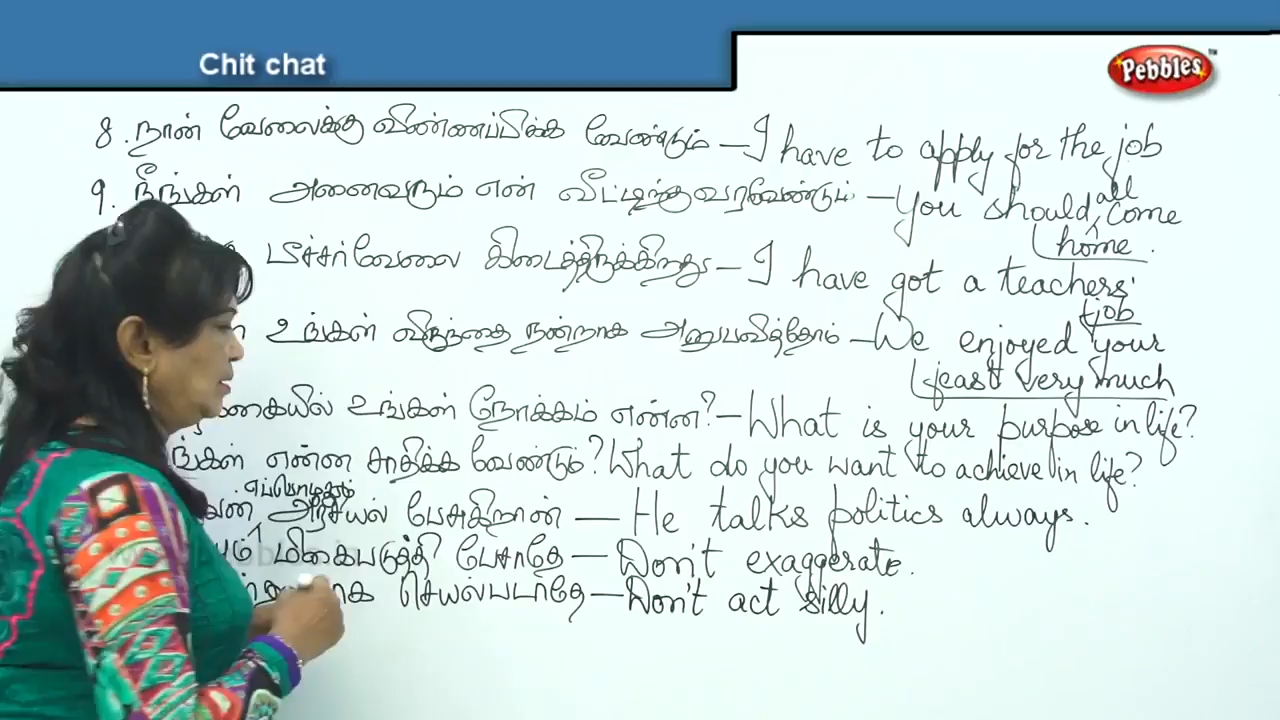 Chit chat
Pebbles
8. நான் வேலைக்கு விண்ணப்பிக்க வேண்டும் – I have to apply for the job
9. நீங்கள் அனைவரும் என் வீட்டிற்கு வரவேண்டும். – You should all come
home.
டீச்சர் வேலை கிடைத்திருக்கிறது – I have got a teachers'
job
உங்கள் விருந்தை நன்றாக அனுபவித்தோம் – We enjoyed your
feast very much
உங்கள் நோக்கம் என்ன? – What is your purpose in life?
என்ன சாதிக்க வேண்டும்? What do you want to achieve in life?
எப்பொழுதும்
அரசியல் பேசுகிறான் – He talks politics always.
மிகைபடுத்தி பேசாதே – Don't exaggerate.
செயல்படாதே – Don't act silly.